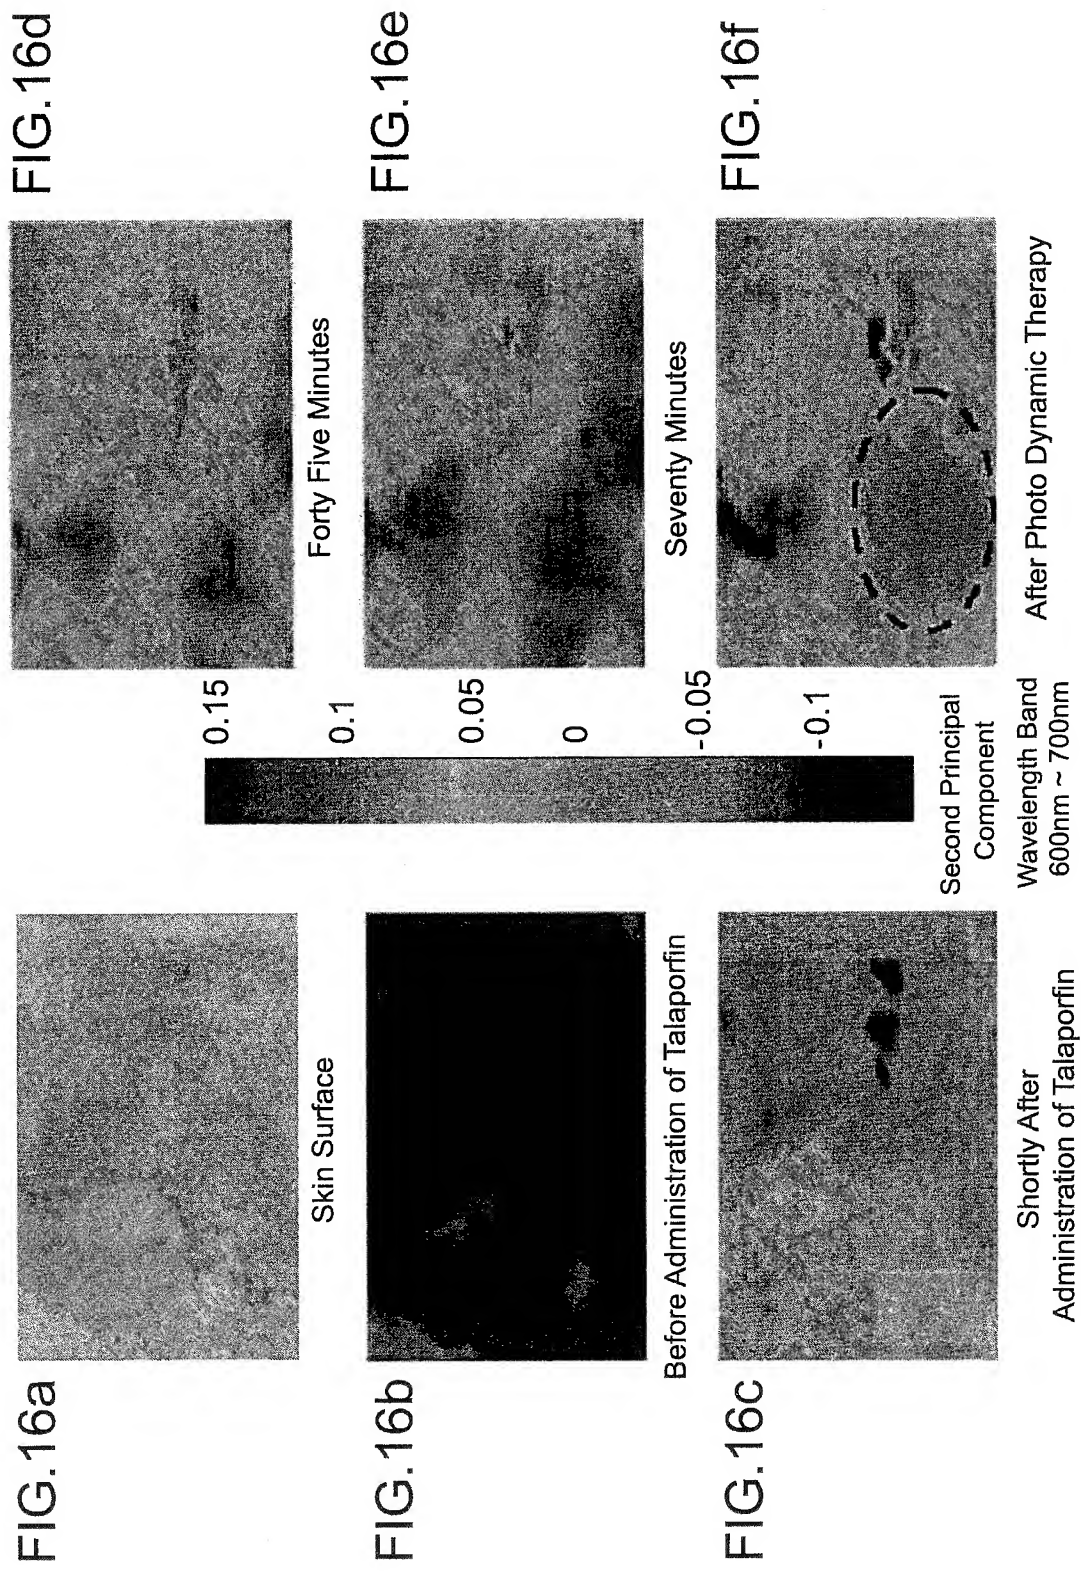 FIG.16a
Skin Surface
FIG.16b
Before Administration of Talaporfin
FIG.16c
Shortly After
Administration of Talaporfin
0.15
0.1
0.05
0
-0.05
-0.1
Second Principal
Component
Wavelength Band
600nm ~ 700nm
FIG.16d
Forty Five Minutes
FIG.16e
Seventy Minutes
FIG.16f
After Photo Dynamic Therapy